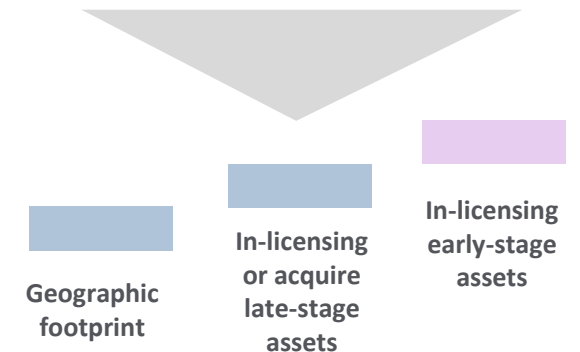 Geographic
footprint
In-licensing
or acquire
late-stage
assets
In-licensing
early-stage
assets